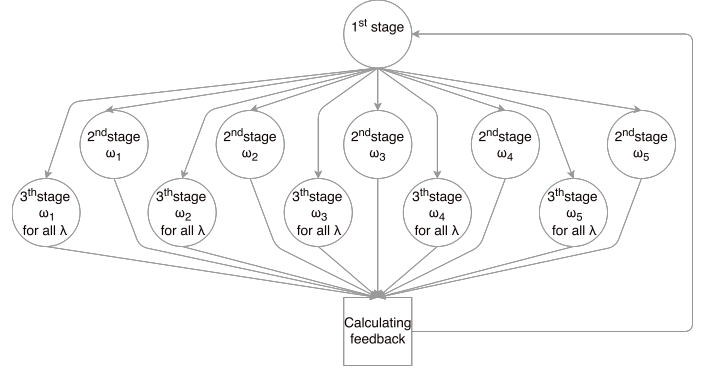 1st stage
2ndstage
ω1
2ndstage
ω2
2ndstage
ω3
2ndstage
ω4
2ndstage
ω5
3thstage
ω1
for all λ
3thstage
ω2
for all λ
3thstage
ω3
for all λ
3thstage
ω4
for all λ
3thstage
ω5
for all λ
Calculating
feedback